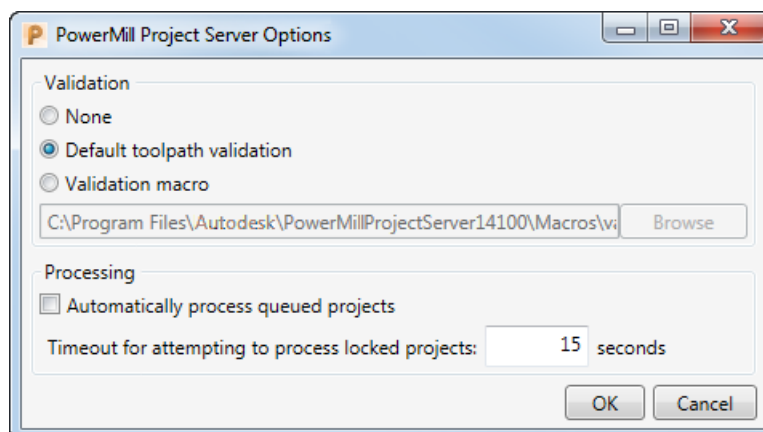 PowerMill Project Server Options
Validation
None
Default toolpath validation
Validation macro
C:\Program Files\Autodesk\PowerMillProjectServer14100\Macros\va Browse
Processing
Automatically process queued projects
Timeout for attempting to process locked projects: 15 seconds
OK Cancel